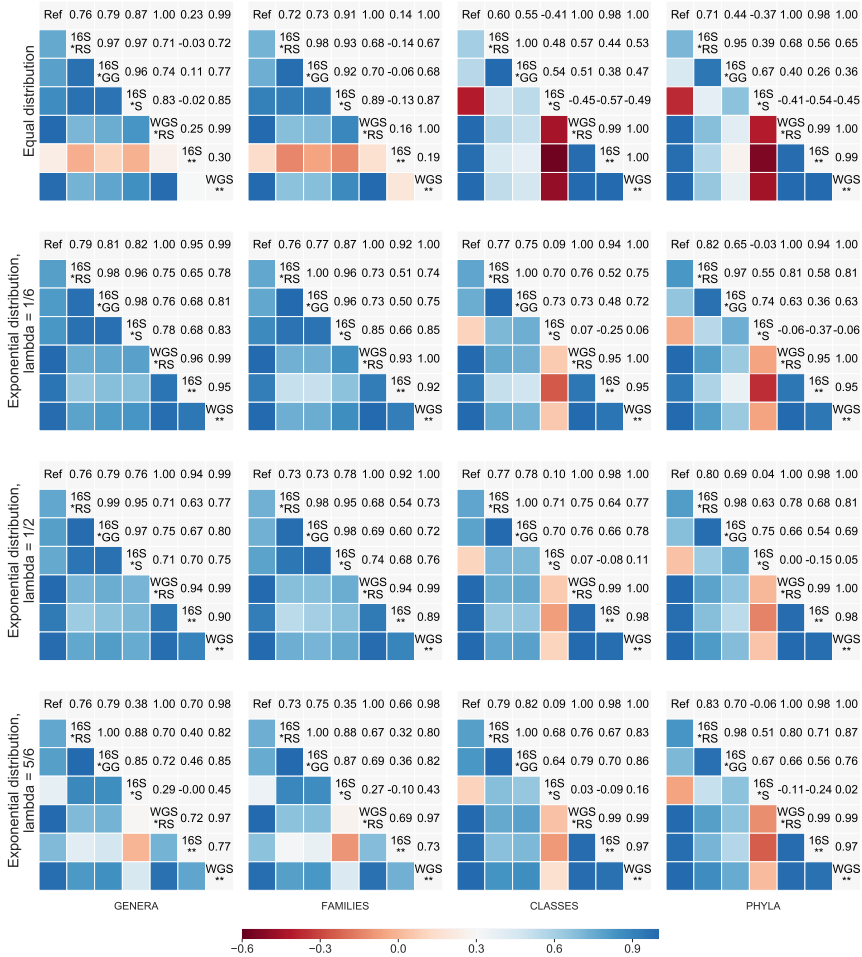 Equal distribution
Ref 0.76 0.79 0.87 1.00 0.23 0.99
16S
*RS 0.97 0.97 0.71 -0.03 0.72
16S
*GG 0.96 0.74 0.11 0.77
16S
*S 0.83 -0.02 0.85
WGS
*RS 0.25 0.99
16S
** 0.30
WGS
**
Ref 0.72 0.73 0.91 1.00 0.14 1.00
16S
*RS 0.98 0.93 0.68 -0.14 0.67
16S
*GG 0.92 0.70 -0.06 0.68
16S
*S 0.89 -0.13 0.87
WGS
*RS 0.16 1.00
16S
** 0.19
WGS
**
Ref 0.60 0.55 -0.41 1.00 1.00 1.00
16S
*RS 1.00 0.48 0.57 0.44 0.53
16S
*GG 0.54 0.51 0.38 0.47
16S
*S -0.45 -0.57 -0.49
WGS
*RS 0.99 1.00
16S
** 1.00
WGS
**
Ref 0.71 0.44 -0.37 1.00 0.98 1.00
16S
*RS 0.95 0.39 0.68 0.56 0.65
16S
*GG 0.67 0.40 0.26 0.36
16S
*S -0.41 -0.54 -0.45
WGS
*RS 0.99 1.00
16S
** 0.99
WGS
**
Exponential distribution,
lambda = 1/6
Ref 0.79 0.81 0.82 1.00 0.95 0.99
16S
*RS 0.98 0.96 0.75 0.65 0.78
16S
*GG 0.98 0.76 0.68 0.81
16S
*S 0.78 0.68 0.83
WGS
*RS 0.96 0.99
16S
** 0.95
WGS
**
Ref 0.76 0.77 0.87 1.00 0.92 1.00
16S
*RS 1.00 0.96 0.73 0.51 0.74
16S
*GG 0.96 0.73 0.50 0.75
16S
*S 0.85 0.66 0.85
WGS
*RS 0.93 1.00
16S
** 0.92
WGS
**
Ref 0.77 0.75 0.09 1.00 0.94 1.00
16S
*RS 1.00 0.70 0.76 0.52 0.75
16S
*GG 0.73 0.73 0.48 0.72
16S
*S 0.07 -0.25 0.06
WGS
*RS 0.95 1.00
16S
** 0.95
WGS
**
Ref 0.82 0.65 -0.03 1.00 0.94 1.00
16S
*RS 0.97 0.55 0.81 0.58 0.81
16S
*GG 0.74 0.63 0.36 0.63
16S
*S -0.06 -0.37 -0.06
WGS
*RS 0.95 1.00
16S
** 0.95
WGS
**
Exponential distribution,
lambda = 1/2
Ref 0.76 0.79 0.76 1.00 0.94 0.99
16S
*RS 0.99 0.95 0.71 0.63 0.77
16S
*GG 0.97 0.75 0.67 0.80
16S
*S 0.71 0.70 0.75
WGS
*RS 0.94 0.99
16S
** 0.90
WGS
**
Ref 0.73 0.73 0.78 1.00 0.92 1.00
16S
*RS 0.98 0.95 0.68 0.54 0.73
16S
*GG 0.98 0.69 0.60 0.72
16S
*S 0.74 0.68 0.76
WGS
*RS 0.94 0.99
16S
** 0.89
WGS
**
Ref 0.77 0.78 0.10 1.00 0.98 1.00
16S
*RS 1.00 0.71 0.75 0.64 0.77
16S
*GG 0.70 0.76 0.66 0.78
16S
*S 0.07 -0.08 0.11
WGS
*RS 0.99 1.00
16S
** 0.98
WGS
**
Ref 0.80 0.69 0.04 1.00 0.98 1.00
16S
*RS 0.98 0.63 0.78 0.68 0.81
16S
*GG 0.75 0.66 0.54 0.69
16S
*S 0.00 -0.15 0.05
WGS
*RS 0.99 1.00
16S
** 0.98
WGS
**
Exponential distribution,
lambda = 5/6
Ref 0.76 0.79 0.38 1.00 0.70 0.98
16S
*RS 1.00 0.88 0.70 0.40 0.82
16S
*GG 0.85 0.72 0.46 0.85
16S
*S 0.29 -0.00 0.45
WGS
*RS 0.72 0.97
16S
** 0.77
WGS
**
Ref 0.73 0.75 0.35 1.00 0.66 0.98
16S
*RS 1.00 0.88 0.67 0.32 0.80
16S
*GG 0.87 0.69 0.36 0.82
16S
*S 0.27 -0.10 0.43
WGS
*RS 0.69 0.97
16S
** 0.73
WGS
**
Ref 0.79 0.82 0.09 1.00 0.98 1.00
16S
*RS 1.00 0.68 0.76 0.67 0.83
16S
*GG 0.64 0.79 0.70 0.86
16S
*S 0.03 -0.09 0.16
WGS
*RS 0.99 0.99
16S
** 0.97
WGS
**
Ref 0.83 0.70 -0.06 1.00 0.98 1.00
16S
*RS 0.98 0.51 0.80 0.71 0.87
16S
*GG 0.67 0.66 0.56 0.76
16S
*S -0.11 -0.24 0.02
WGS
*RS 0.99 0.99
16S
** 0.97
WGS
**
GENERA FAMILIES CLASSES PHYLA
−0.6 −0.3 0.0 0.3 0.6 0.9